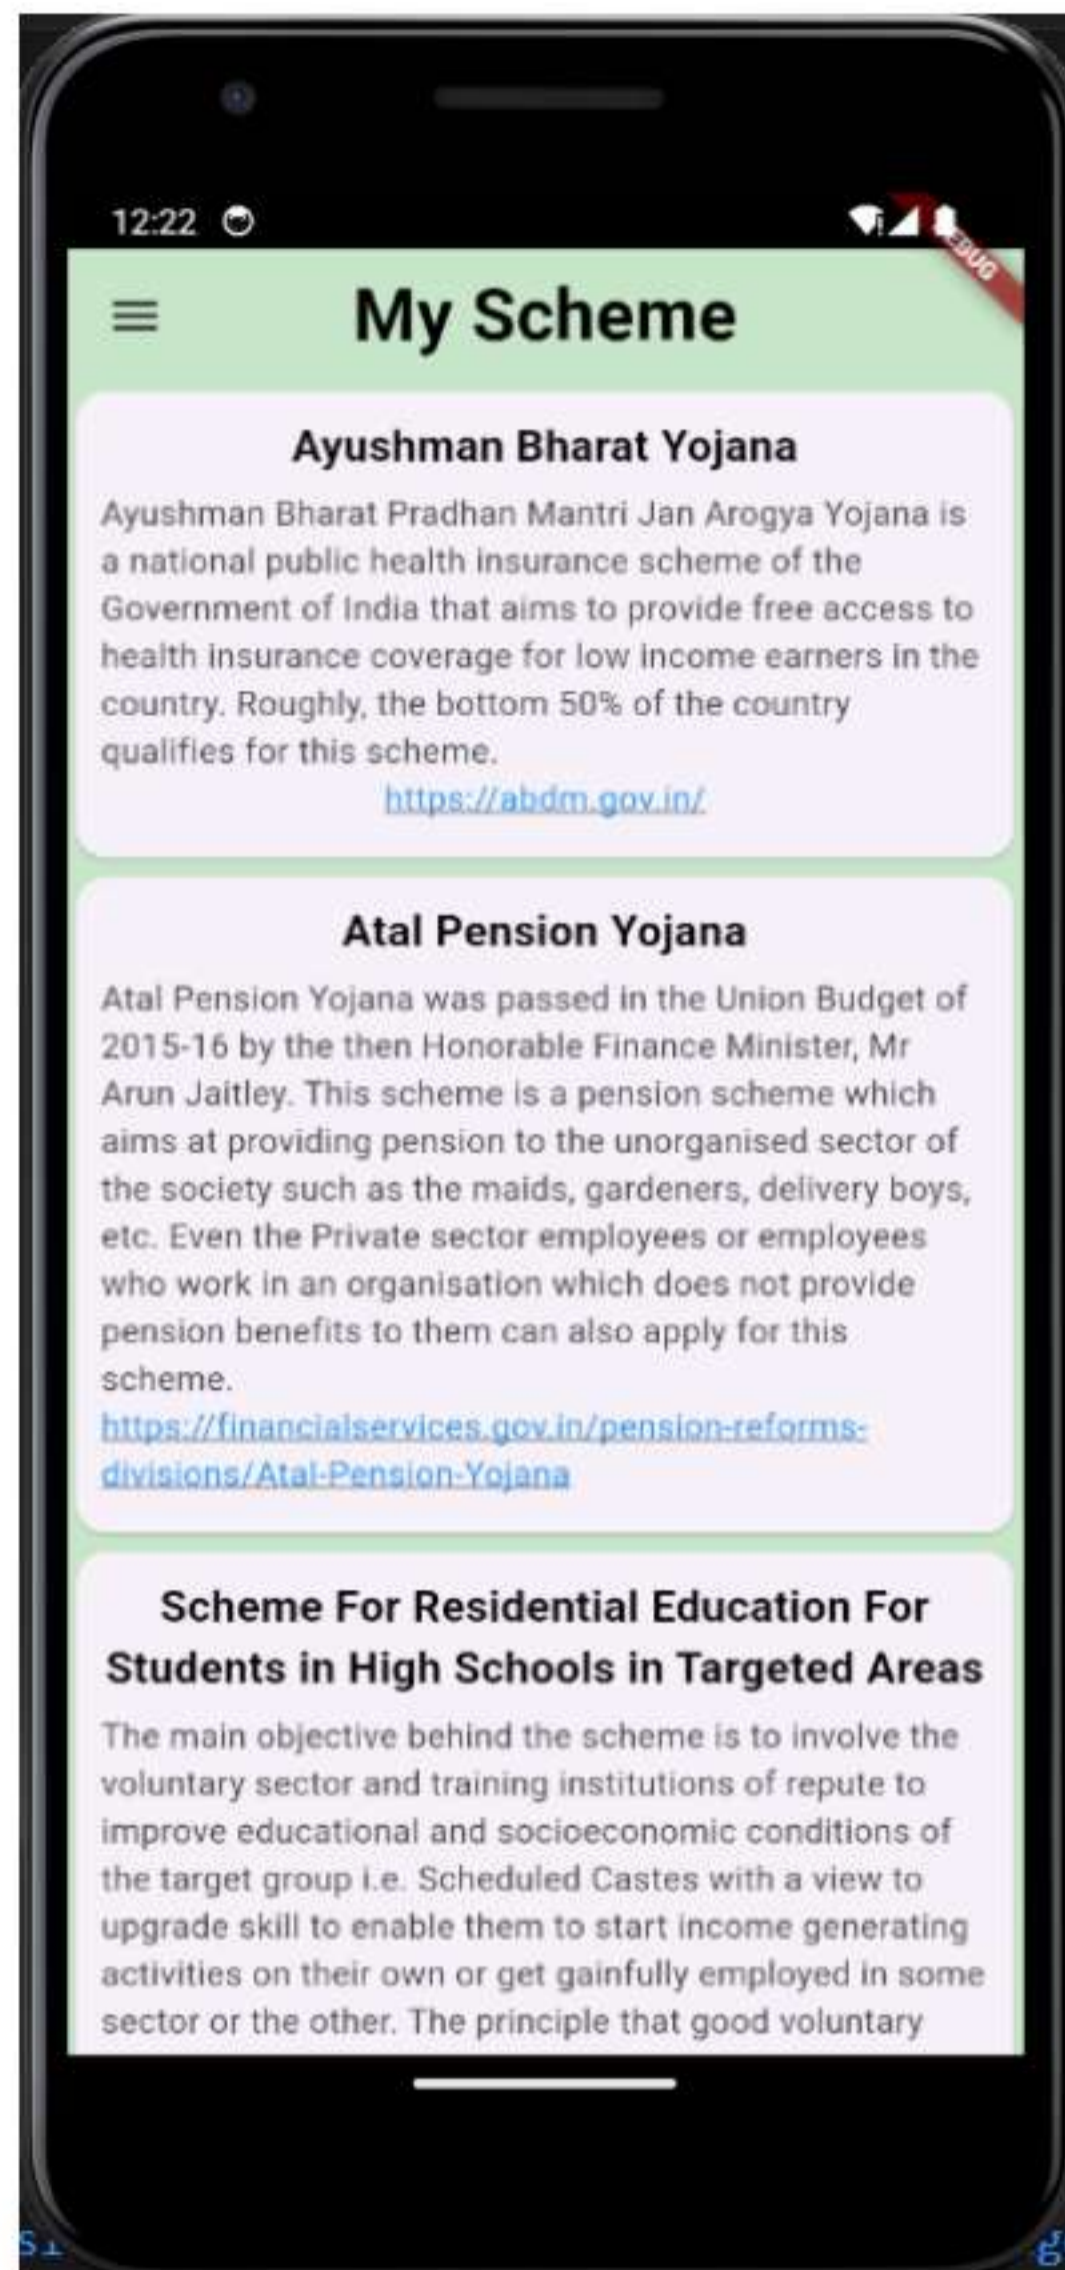 12:22
DEBUG
My Scheme
Ayushman Bharat Yojana
Ayushman Bharat Pradhan Mantri Jan Arogya Yojana is
a national public health insurance scheme of the
Government of India that aims to provide free access to
health insurance coverage for low income earners in the
country. Roughly, the bottom 50% of the country
qualifies for this scheme.
https://abdm.gov.in/
Atal Pension Yojana
Atal Pension Yojana was passed in the Union Budget of
2015-16 by the then Honorable Finance Minister, Mr
Arun Jaitley. This scheme is a pension scheme which
aims at providing pension to the unorganised sector of
the society such as the maids, gardeners, delivery boys,
etc. Even the Private sector employees or employees
who work in an organisation which does not provide
pension benefits to them can also apply for this
scheme.
https://financialservices.gov.in/pension-reforms-
divisions/Atal-Pension-Yojana
Scheme For Residential Education For
Students in High Schools in Targeted Areas
The main objective behind the scheme is to involve the
voluntary sector and training institutions of repute to
improve educational and socioeconomic conditions of
the target group i.e. Scheduled Castes with a view to
upgrade skill to enable them to start income generating
activities on their own or get gainfully employed in some
sector or the other. The principle that good voluntary